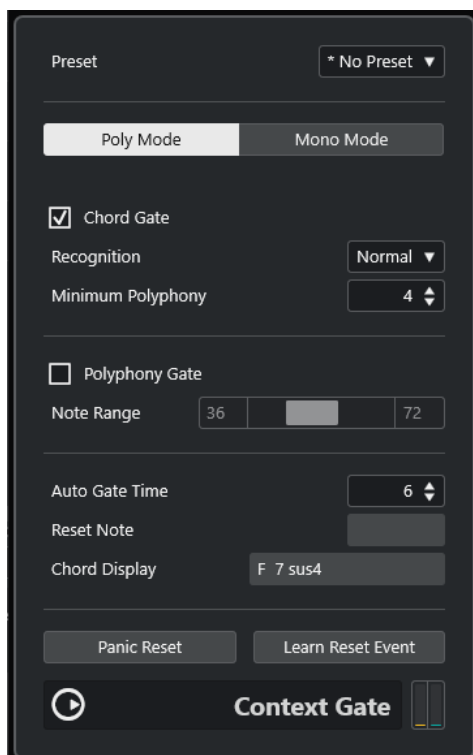 Preset * No Preset ▼
Poly Mode Mono Mode
Chord Gate
Recognition Normal ▼
Minimum Polyphony 4
Polyphony Gate
Note Range 36 72
Auto Gate Time 6
Reset Note
Chord Display F 7 sus4
Panic Reset Learn Reset Event
Context Gate